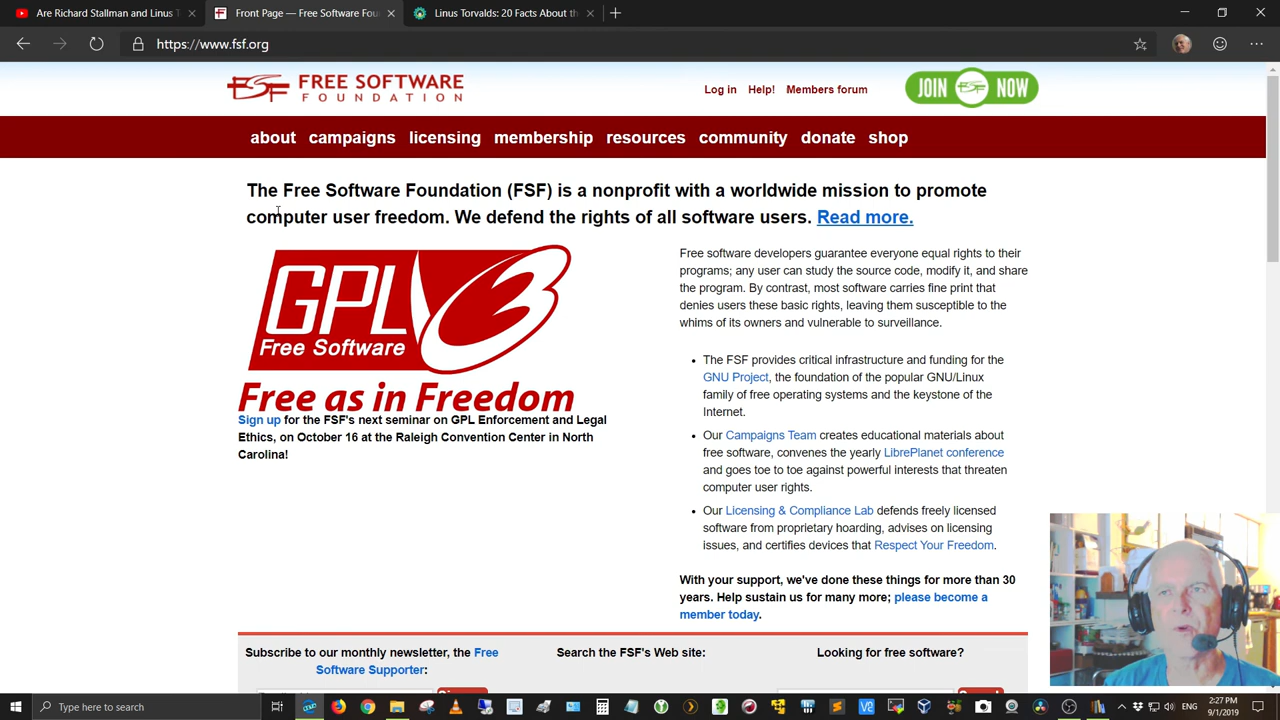 Are Richard Stallman and Linus T
Front Page — Free Software Fou
Linus Torvalds: 20 Facts About th
https://www.fsf.org
FSF FREE SOFTWARE
FOUNDATION
Log in Help! Members forum
JOIN FSF NOW
about campaigns licensing membership resources community donate shop
The Free Software Foundation (FSF) is a nonprofit with a worldwide mission to promote
computer user freedom. We defend the rights of all software users. Read more.
GPLv3
Free Software
Free as in Freedom
Sign up for the FSF's next seminar on GPL Enforcement and Legal
Ethics, on October 16 at the Raleigh Convention Center in North
Carolina!
Free software developers guarantee everyone equal rights to their
programs; any user can study the source code, modify it, and share
the program. By contrast, most software carries fine print that
denies users these basic rights, leaving them susceptible to the
whims of its owners and vulnerable to surveillance.
The FSF provides critical infrastructure and funding for the
GNU Project, the foundation of the popular GNU/Linux
family of free operating systems and the keystone of the
Internet.
Our Campaigns Team creates educational materials about
free software, convenes the yearly LibrePlanet conference
and goes toe to toe against powerful interests that threaten
computer user rights.
Our Licensing & Compliance Lab defends freely licensed
software from proprietary hoarding, advises on licensing
issues, and certifies devices that Respect Your Freedom.
With your support, we've done these things for more than 30
years. Help sustain us for many more; please become a
member today.
Subscribe to our monthly newsletter, the Free
Software Supporter:
Search the FSF's Web site:
Looking for free software?
Type here to search
ENG
2:27 PM
9/1/2019